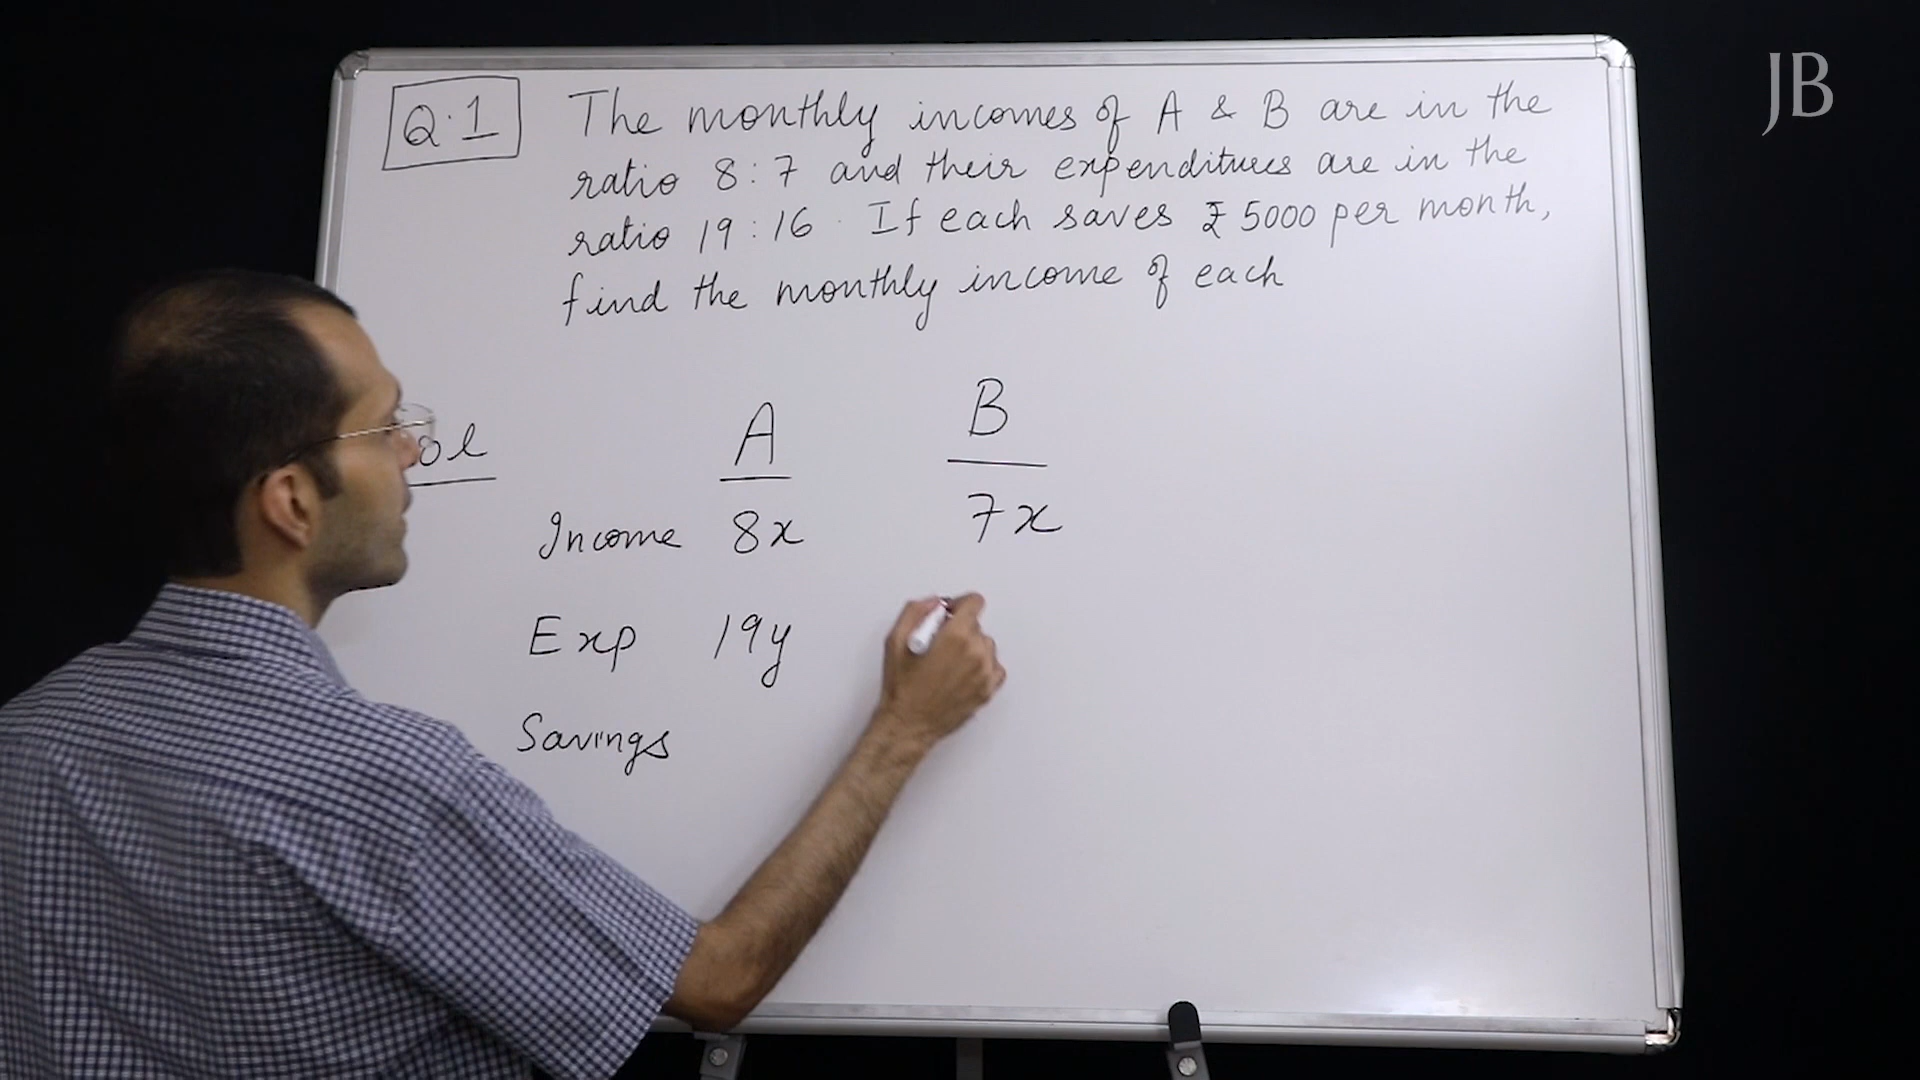 JB
Q.1 The monthly incomes of A & B are in the
ratio 8:7 and their expenditures are in the
ratio 19:16. If each saves ₹ 5000 per month,
find the monthly income of each
A B
Income 8x 7x
Exp 19y
Savings